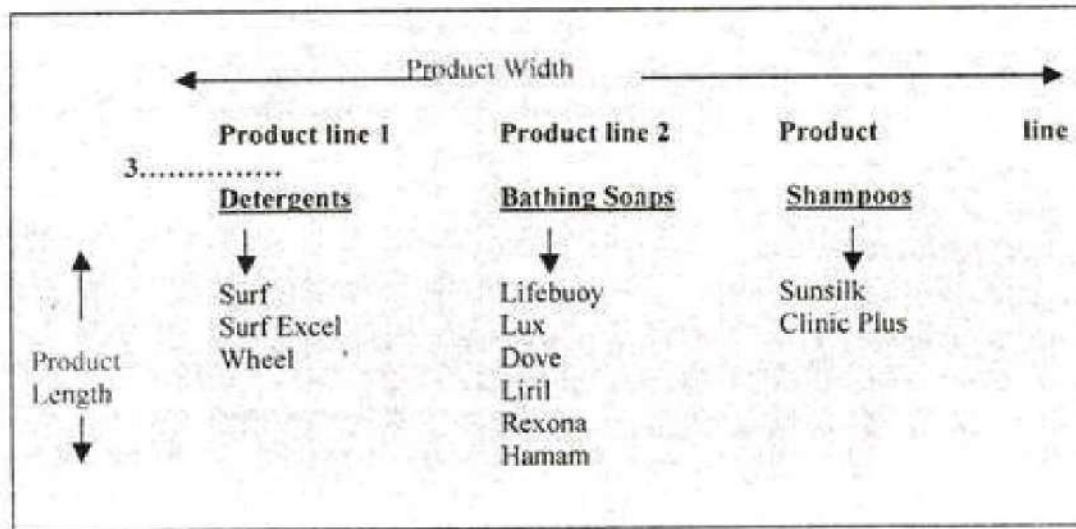 Product Width
Product line 1 Product line 2 Product line
3...............
Detergents Bathing Soaps Shampoos
Surf Lifebuoy Sunsilk
Surf Excel Lux Clinic Plus
Wheel Dove
Product
Length
Liril
Rexona
Hamam